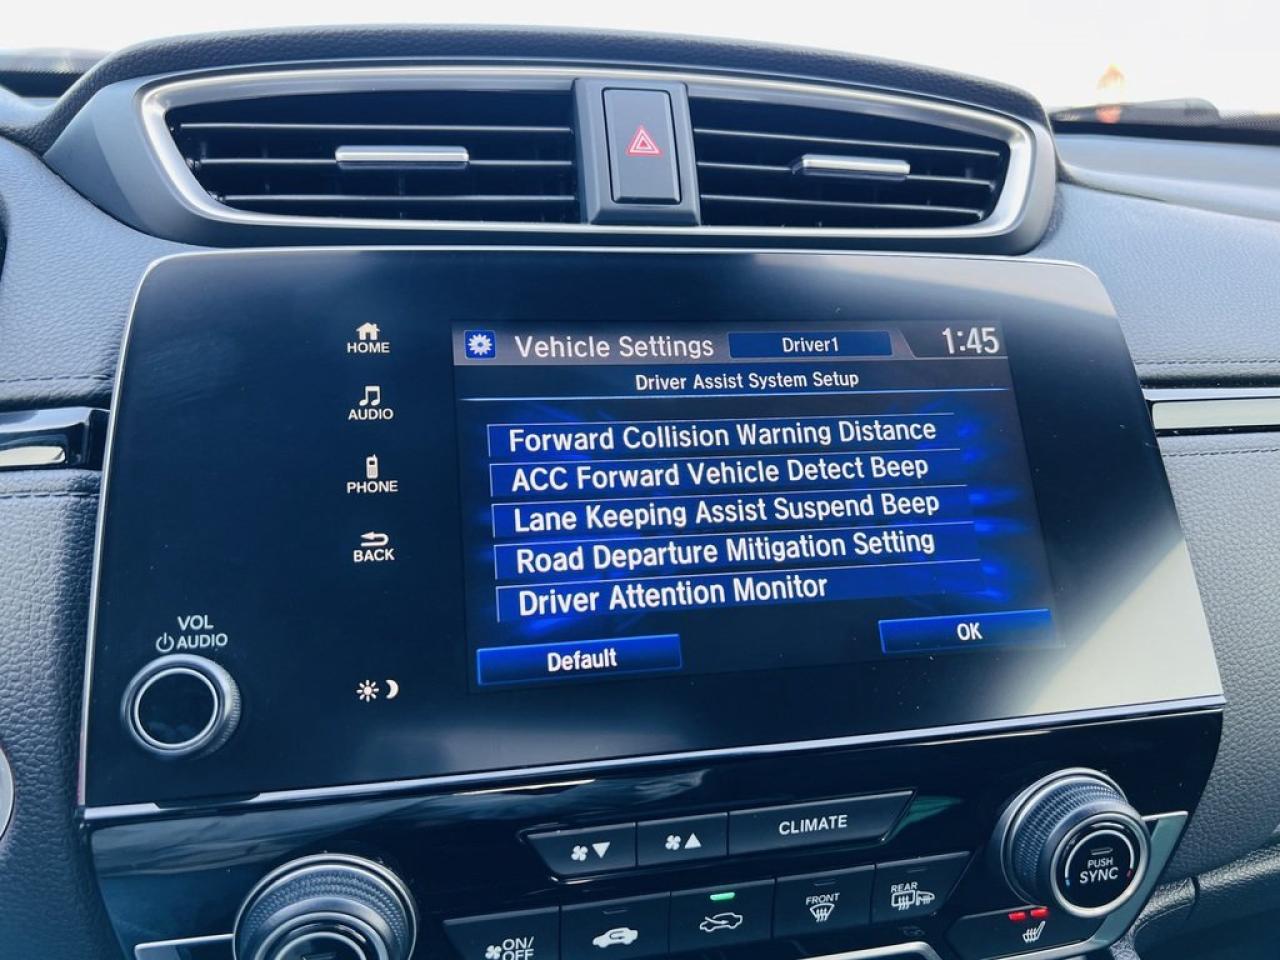 HOME
AUDIO
PHONE
BACK
VOL
AUDIO
Vehicle Settings
Driver1
1:45
Driver Assist System Setup
Forward Collision Warning Distance
ACC Forward Vehicle Detect Beep
Lane Keeping Assist Suspend Beep
Road Departure Mitigation Setting
Driver Attention Monitor
Default
OK
CLIMATE
PUSH
SYNC
ON/
OFF
FRONT
REAR